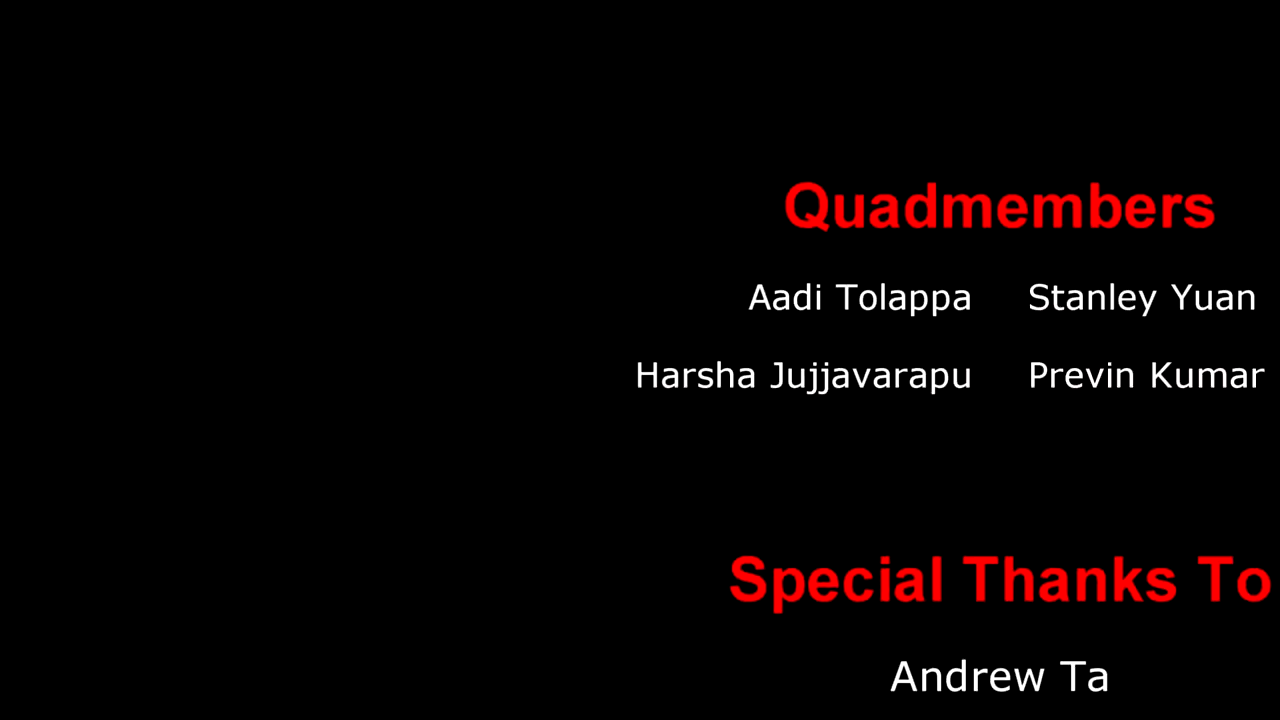 Quadmembers
Aadi Tolappa Stanley Yuan
Harsha Jujjavarapu Previn Kumar
Special Thanks To
Andrew Ta